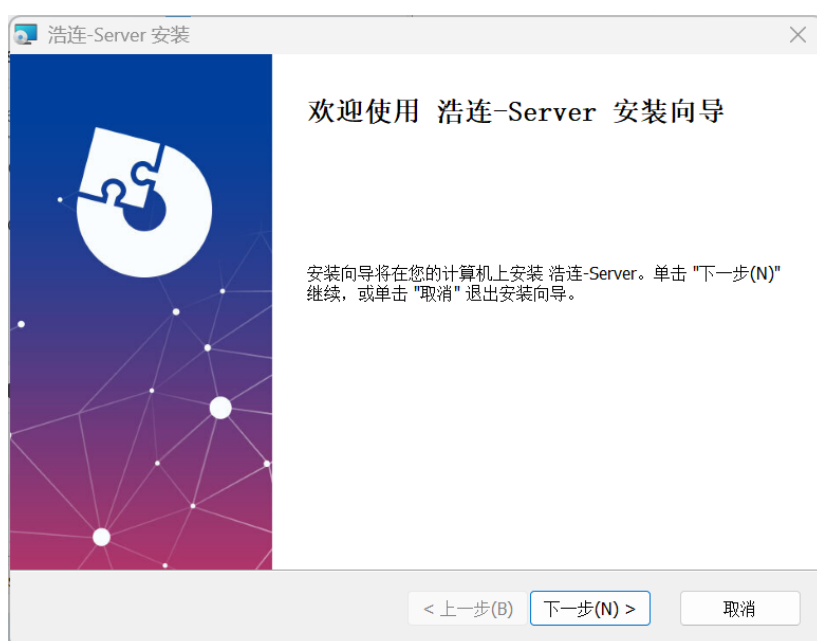 浩连-Server 安装
欢迎使用 浩连-Server 安装向导
安装向导将在您的计算机上安装 浩连-Server。单击 "下一步(N)"
继续，或单击 "取消" 退出安装向导。
< 上一步(B) 下一步(N) > 取消